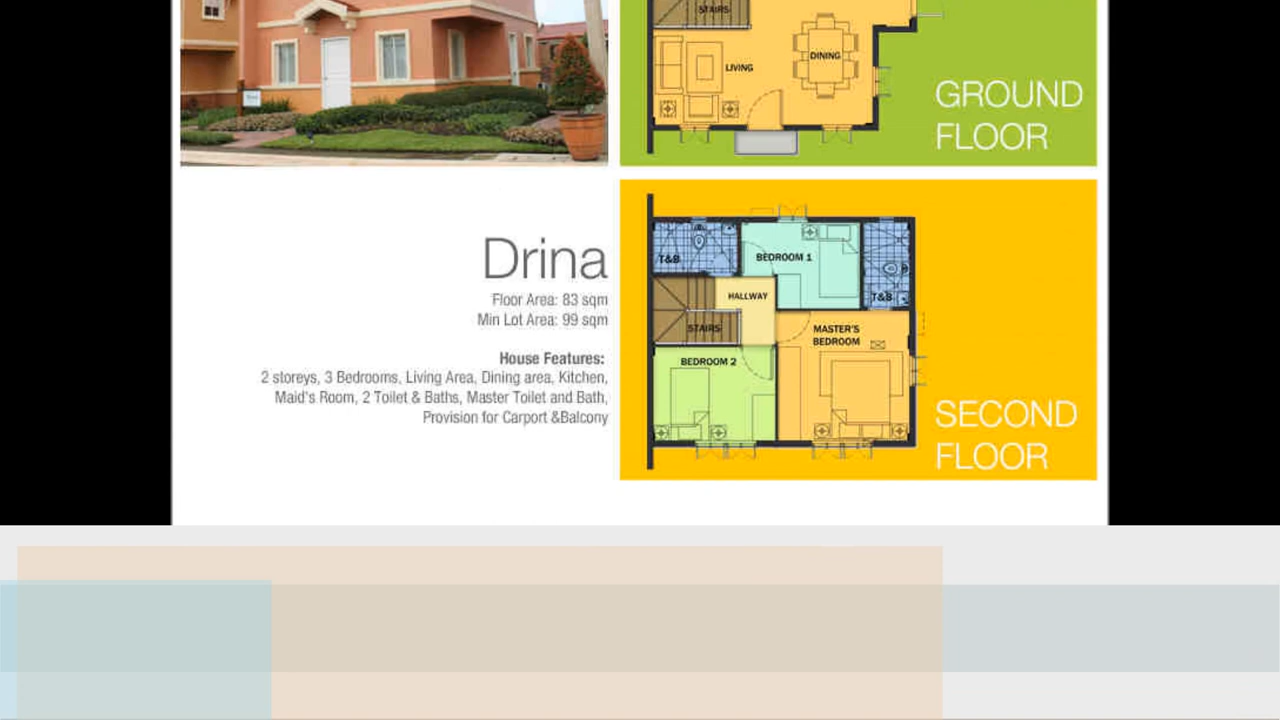 STAIRS
LIVING
DINING
GROUND
FLOOR
Drina
Floor Area: 83 sqm
Min Lot Area: 99 sqm
House Features:
2 storeys, 3 Bedrooms, Living Area, Dining area, Kitchen,
Maid's Room, 2 Toilet & Baths, Master Toilet and Bath,
Provision for Carport &Balcony
T&B
BEDROOM 1
T&B
HALLWAY
STAIRS
MASTER'S
BEDROOM
BEDROOM 2
SECOND
FLOOR